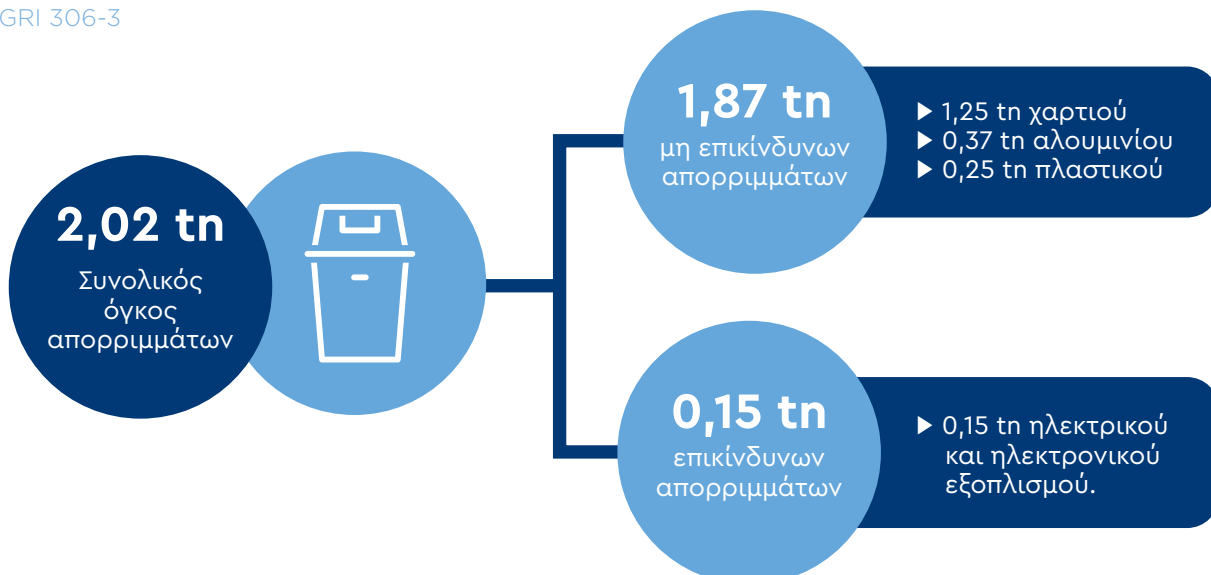 GRI 306-3
2,02 tn
Συνολικός
όγκος
απορριμμάτων
1,87 tn
μη επικίνδυνων
απορριμμάτων
▶ 1,25 tn χαρτιού
▶ 0,37 tn αλουμινίου
▶ 0,25 tn πλαστικού
0,15 tn
επικίνδυνων
απορριμμάτων
▶ 0,15 tn ηλεκτρικού
και ηλεκτρονικού
εξοπλισμού.